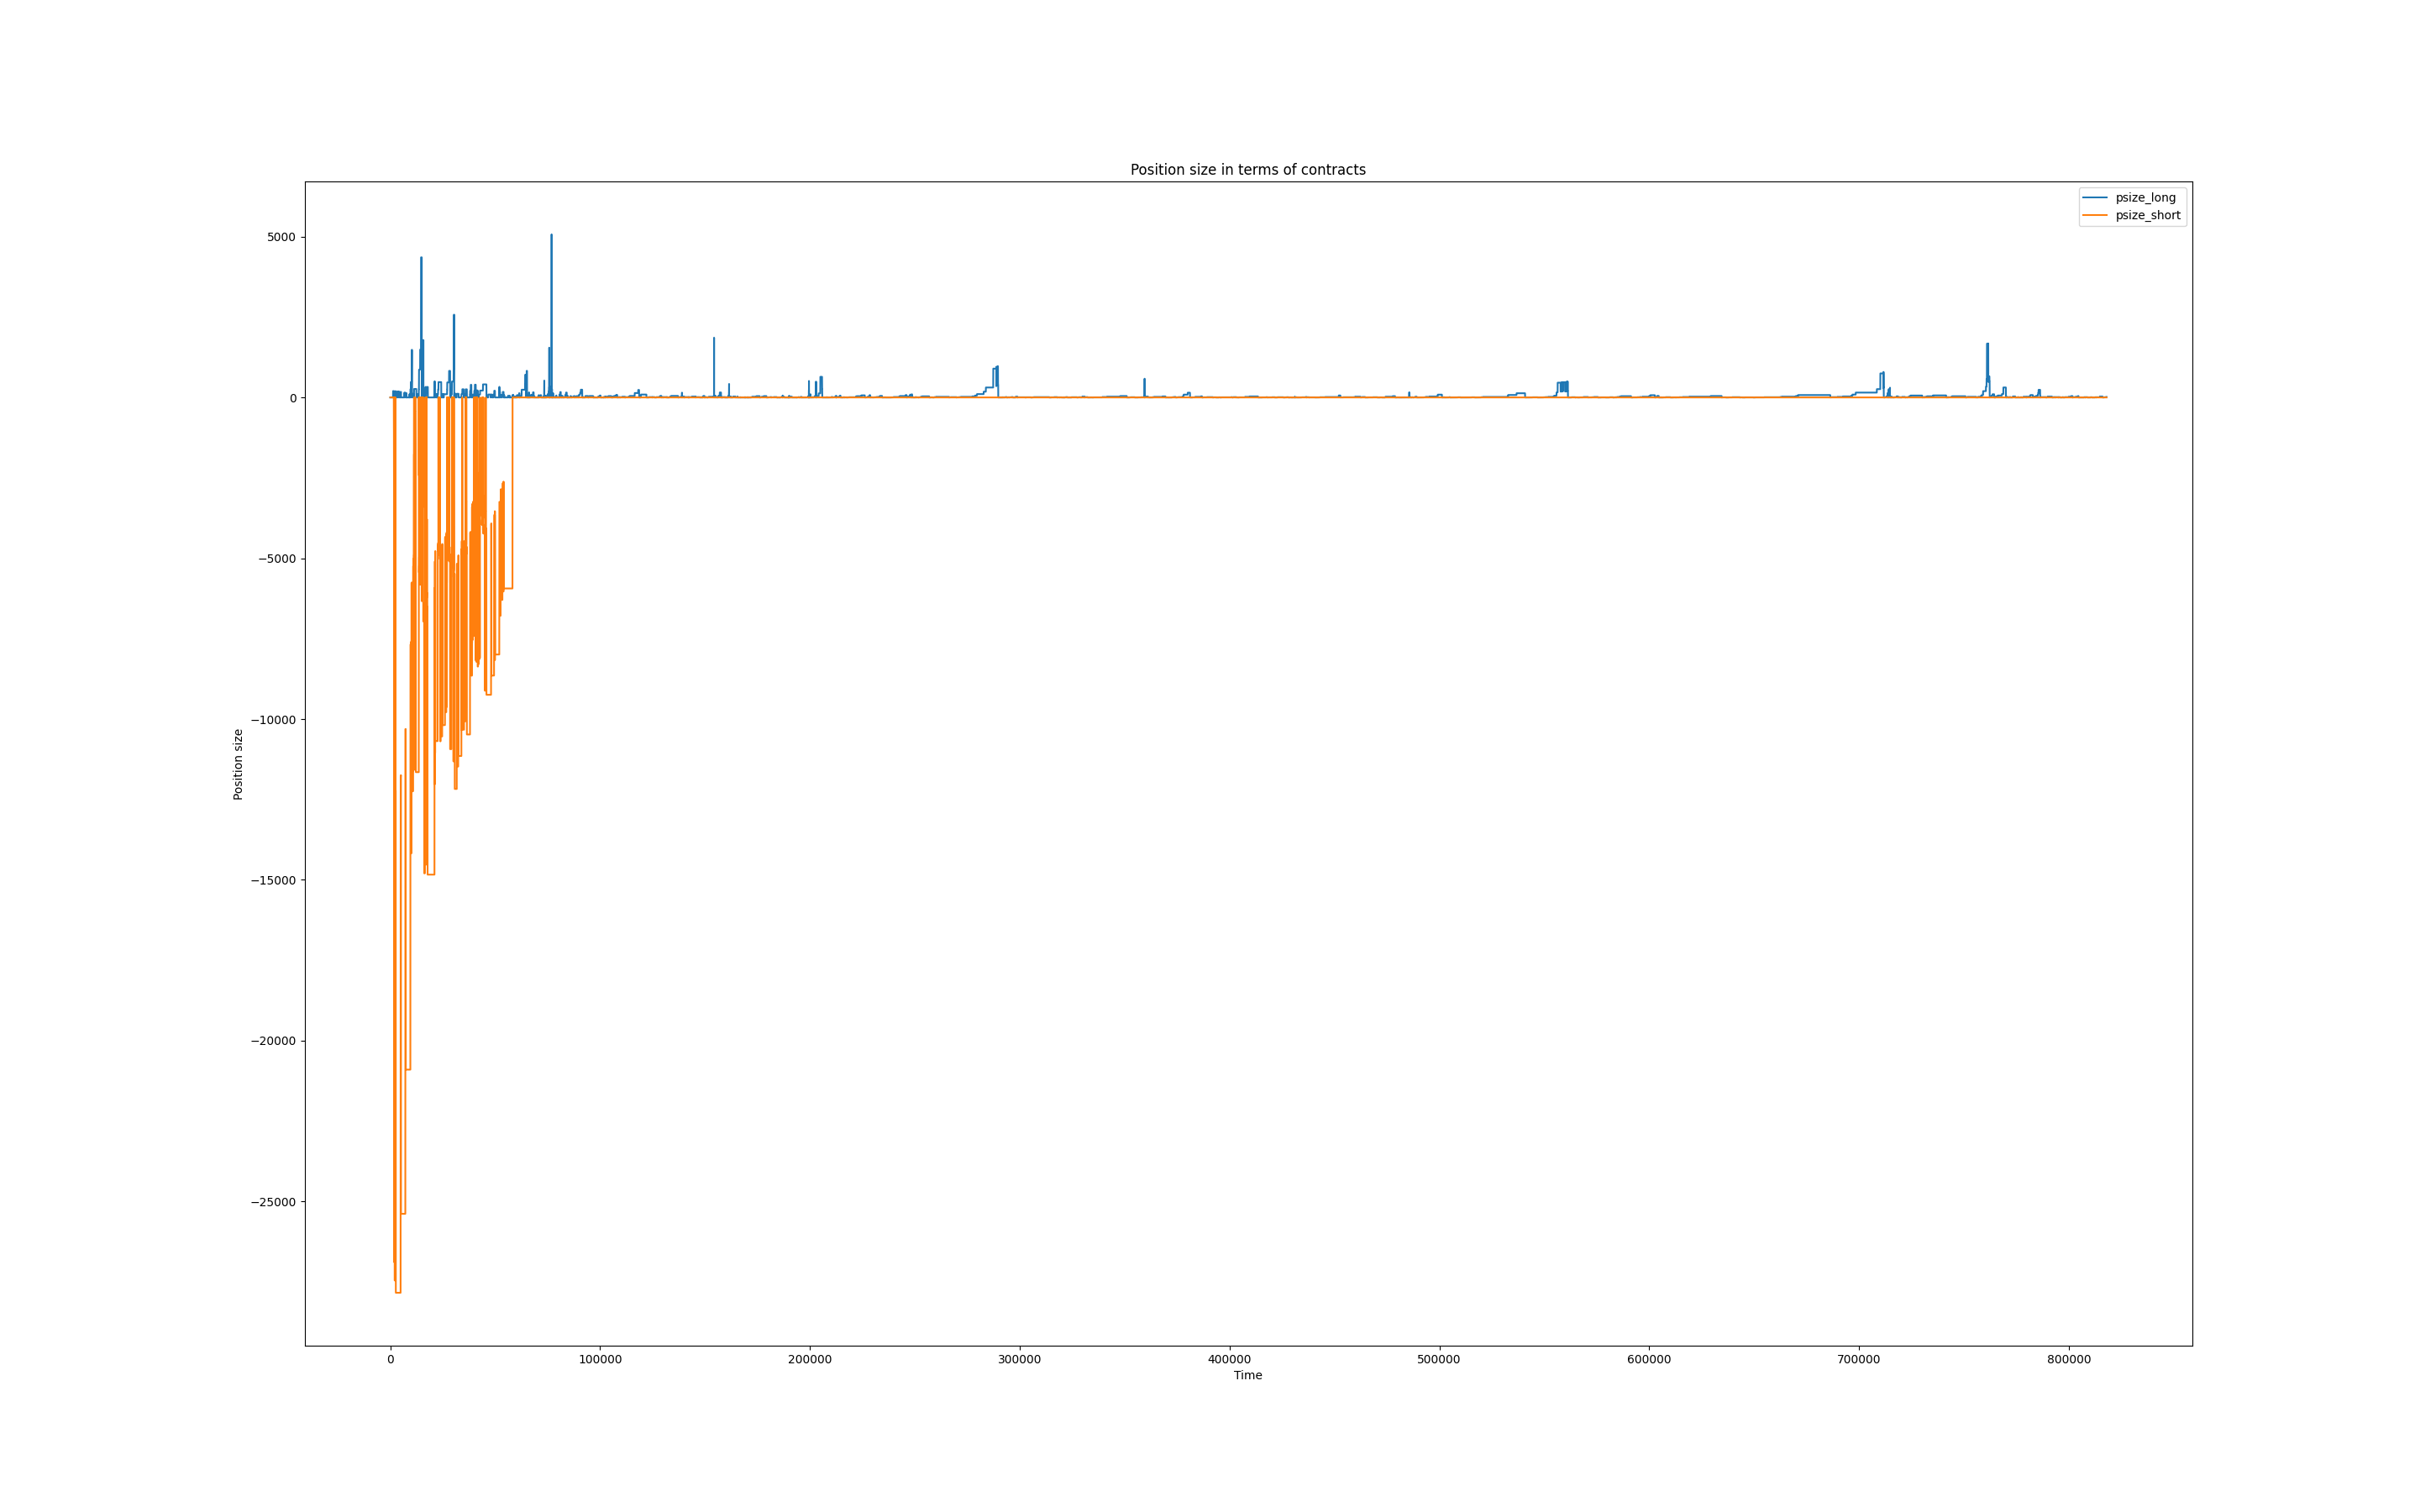 Position size in terms of contracts
psize_long
psize_short
5000
0
−5000
−10000
−15000
−20000
−25000
Position size
0 100000 200000 300000 400000 500000 600000 700000 800000
Time